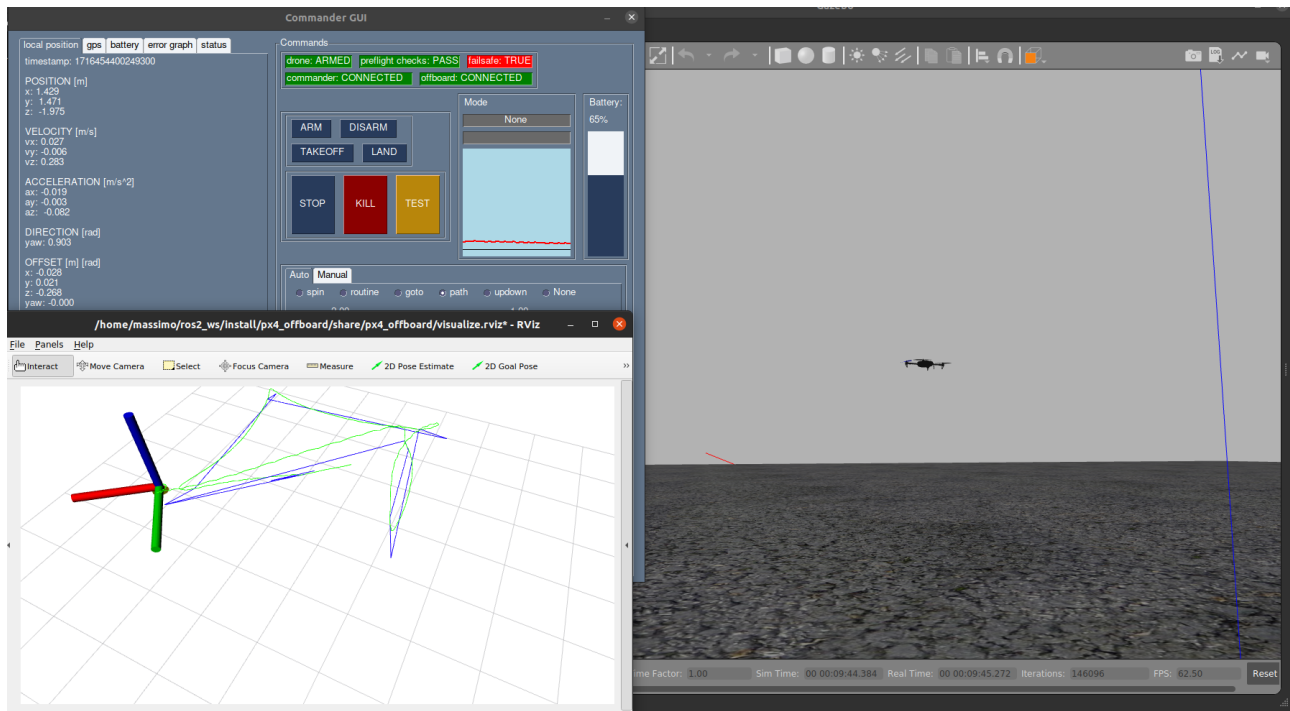 Commander GUI
local position gps battery error graph status
timestamp: 1716454400249300
POSITION [m]
x: 1.429
y: 1.471
z: -1.975
VELOCITY [m/s]
vx: 0.027
vy: -0.006
vz: 0.283
ACCELERATION [m/s^2]
ax: -0.019
ay: -0.003
az: -0.082
DIRECTION [rad]
yaw: 0.903
OFFSET [m] [rad]
x: -0.028
y: 0.021
z: -0.268
yaw: -0.000
Commands
drone: ARMED preflight checks: PASS failsafe: TRUE
commander: CONNECTED offboard: CONNECTED
ARM DISARM
TAKEOFF LAND
STOP KILL TEST
Mode
None
Battery:
65%
Auto Manual
spin routine goto path updown None
/home/massimo/ros2_ws/install/px4_offboard/share/px4_offboard/visualize.rviz* - RViz
File Panels Help
Interact Move Camera Select Focus Camera Measure 2D Pose Estimate 2D Goal Pose »
LOG
Factor: 1.00 Sim Time: 00 00:09:44.384 Real Time: 00 00:09:45.272 Iterations: 146096 FPS: 62.50 Reset